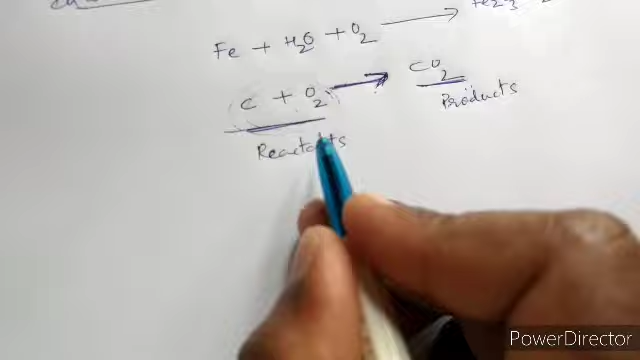 Fe + H2O + O2 ⟶
C + O2 ⟶ CO2
Reactants Products
PowerDirector